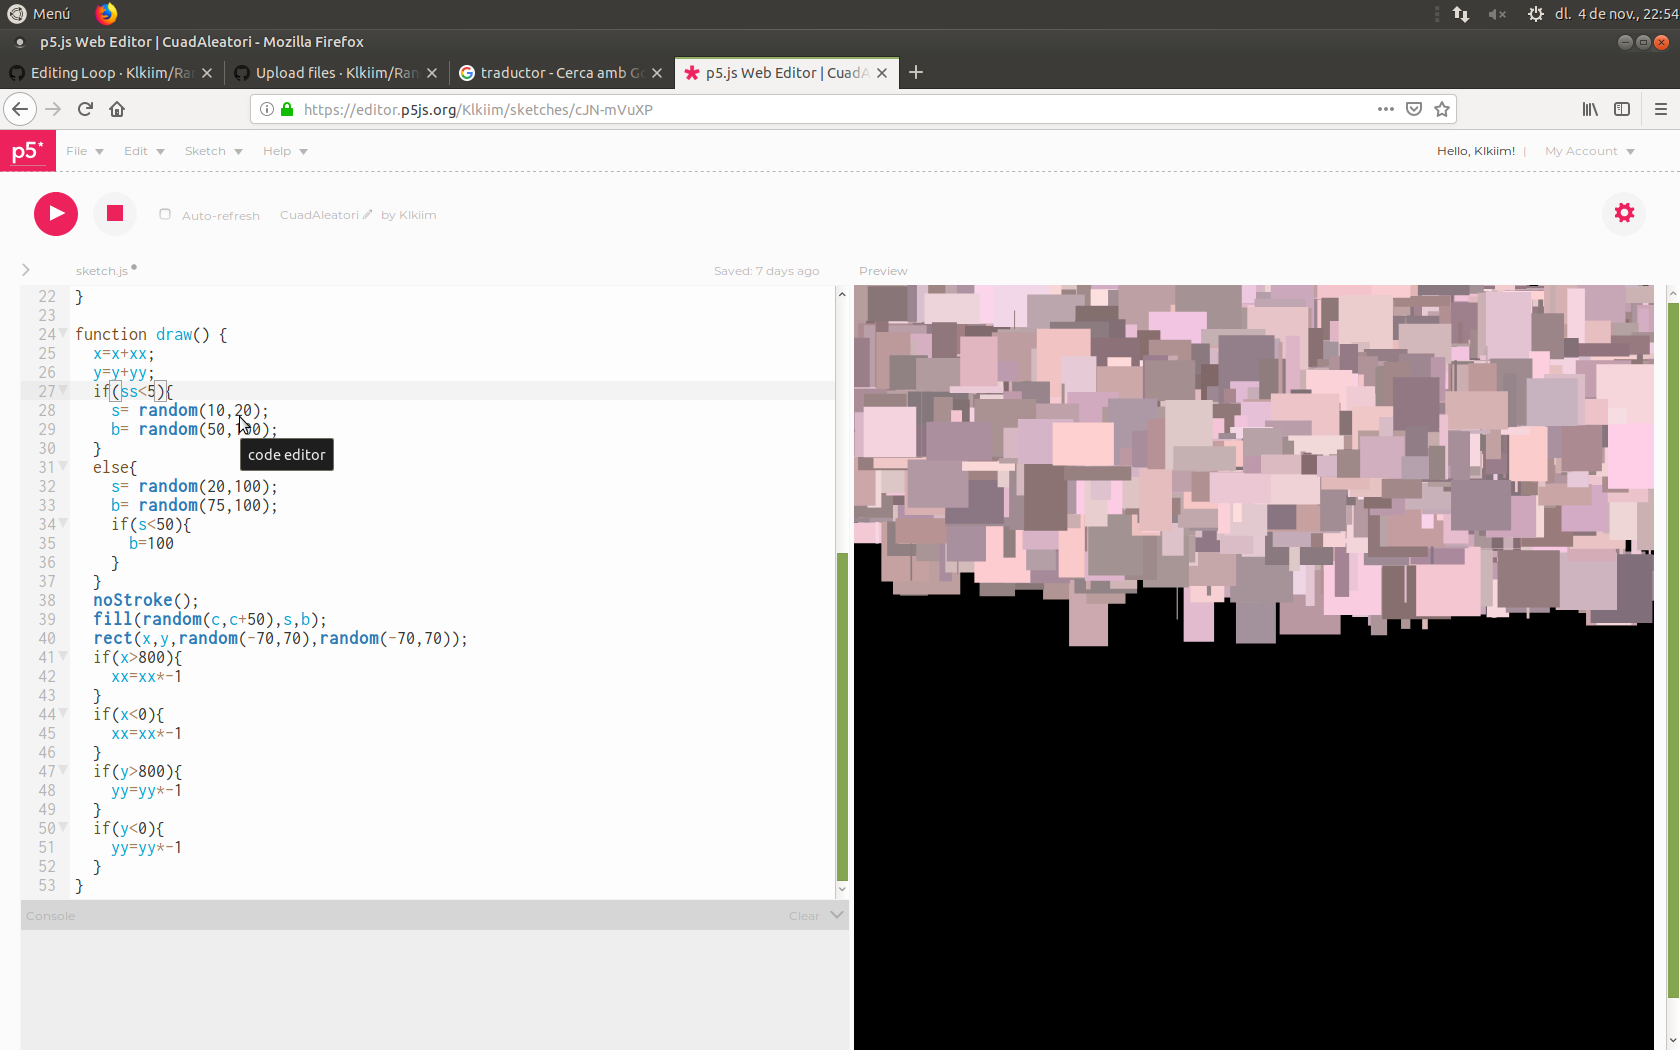 Menú
dl. 4 de nov., 22:54
p5.js Web Editor | CuadAleatori - Mozilla Firefox
Editing Loop · Klkiim/Ra
Upload files · Klkiim/Ran
traductor - Cerca amb Go
p5.js Web Editor | CuadA
https://editor.p5js.org/Klkiim/sketches/cJN-mVuXP
p5*
File
Edit
Sketch
Help
Hello, Klkiim! |
My Account
Auto-refresh
CuadAleatori
by Klkiim
sketch.js
Saved: 7 days ago
Preview
22 }
23
24 function draw() {
25 x=x+xx;
26 y=y+yy;
27 if(ss<5){
28 s= random(10,20);
29 b= random(50,100);
30 }
31 else{
32 s= random(20,100);
33 b= random(75,100);
34 if(s<50){
35 b=100
36 }
37 }
38 noStroke();
39 fill(random(c,c+50),s,b);
40 rect(x,y,random(-70,70),random(-70,70));
41 if(x>800){
42 xx=xx*-1
43 }
44 if(x<0){
45 xx=xx*-1
46 }
47 if(y>800){
48 yy=yy*-1
49 }
50 if(y<0){
51 yy=yy*-1
52 }
53 }
code editor
Console
Clear